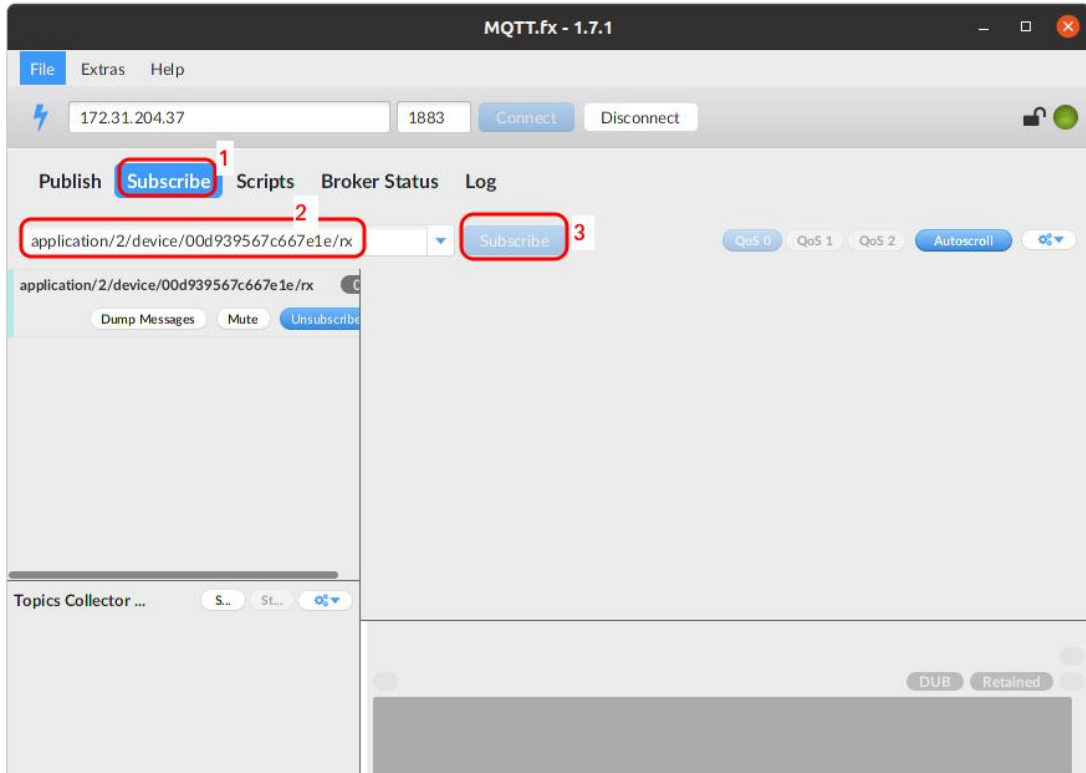 MQTT.fx - 1.7.1
File Extras Help
172.31.204.37 1883 Connect Disconnect
1
Publish Subscribe Scripts Broker Status Log
2
application/2/device/00d939567c667e1e/rx Subscribe 3 QoS 0 QoS 1 QoS 2 Autoscroll
application/2/device/00d939567c667e1e/rx
Dump Messages Mute Unsubscribe
Topics Collector ... S... St...
DUB Retained